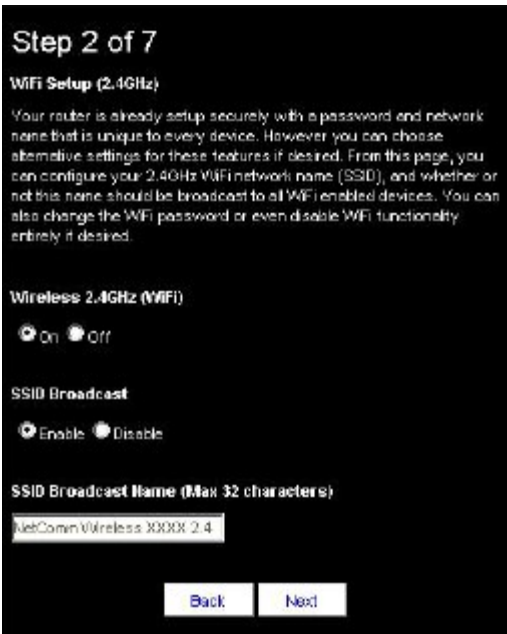 Step 2 of 7
WiFi Setup (2.4GHz)
Your router is already setup securely with a password and network
name that is unique to every device. However you can choose
alternative settings for these features if desired. From this page, you
can configure your 2.4GHz WiFi network name (SSID), and whether or
not this name should be broadcast to all WiFi enabled devices. You can
also change the WiFi password or even disable WiFi functionality
entirely if desired.
Wireless 2.4GHz (WiFi)
On Off
SSID Broadcast
Enable Disable
SSID Broadcast Name (Max 32 characters)
NetComm Wireless XXXX 2.4
Back Next